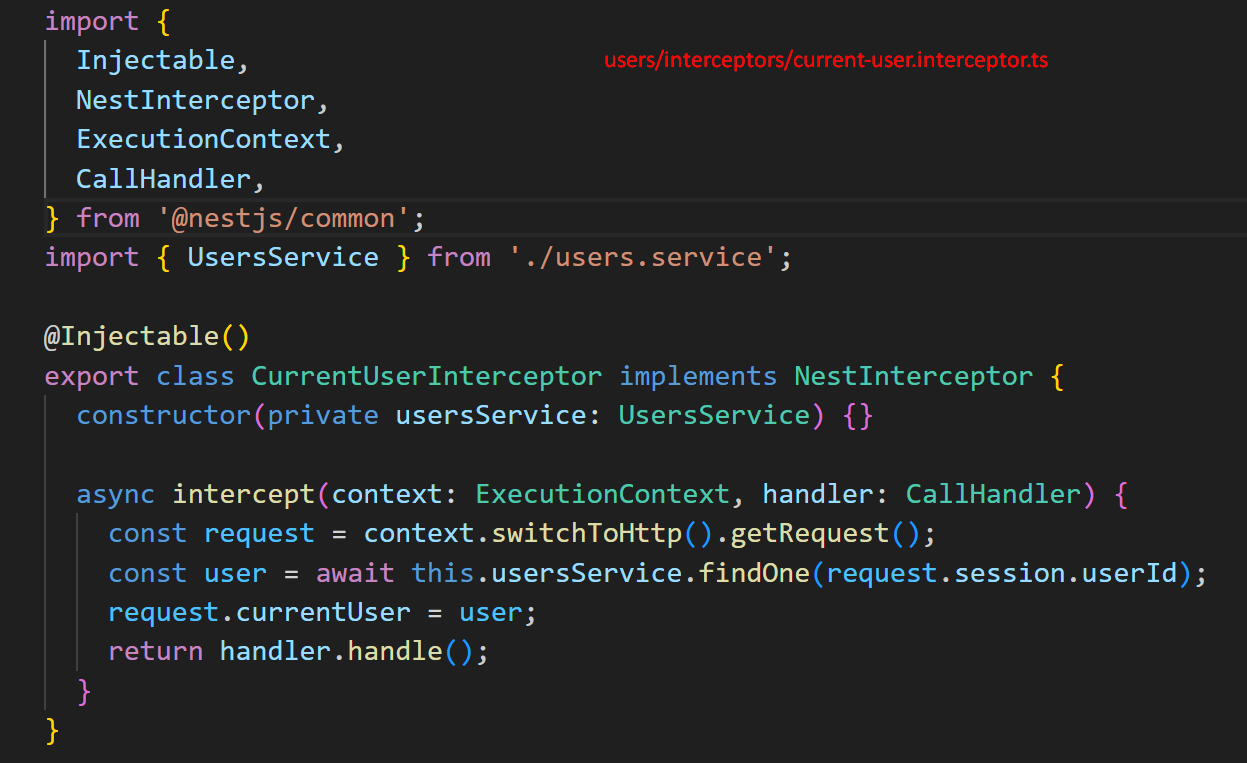 import {
  Injectable,
users/interceptors/current-user.interceptor.ts
  NestInterceptor,
  ExecutionContext,
  CallHandler,
} from '@nestjs/common';
import { UsersService } from './users.service';
@Injectable()
export class CurrentUserInterceptor implements NestInterceptor {
  constructor(private usersService: UsersService) {}
  async intercept(context: ExecutionContext, handler: CallHandler) {
    const request = context.switchToHttp().getRequest();
    const user = await this.usersService.findOne(request.session.userId);
    request.currentUser = user;
    return handler.handle();
  }
}